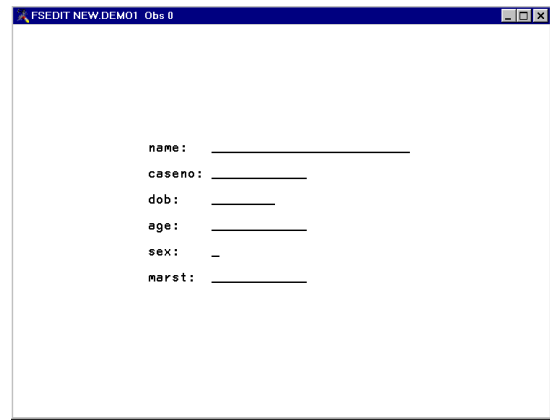 FSEDIT NEW.DEMO1 Obs 0
name:
caseno:
dob:
age:
sex:
marst: